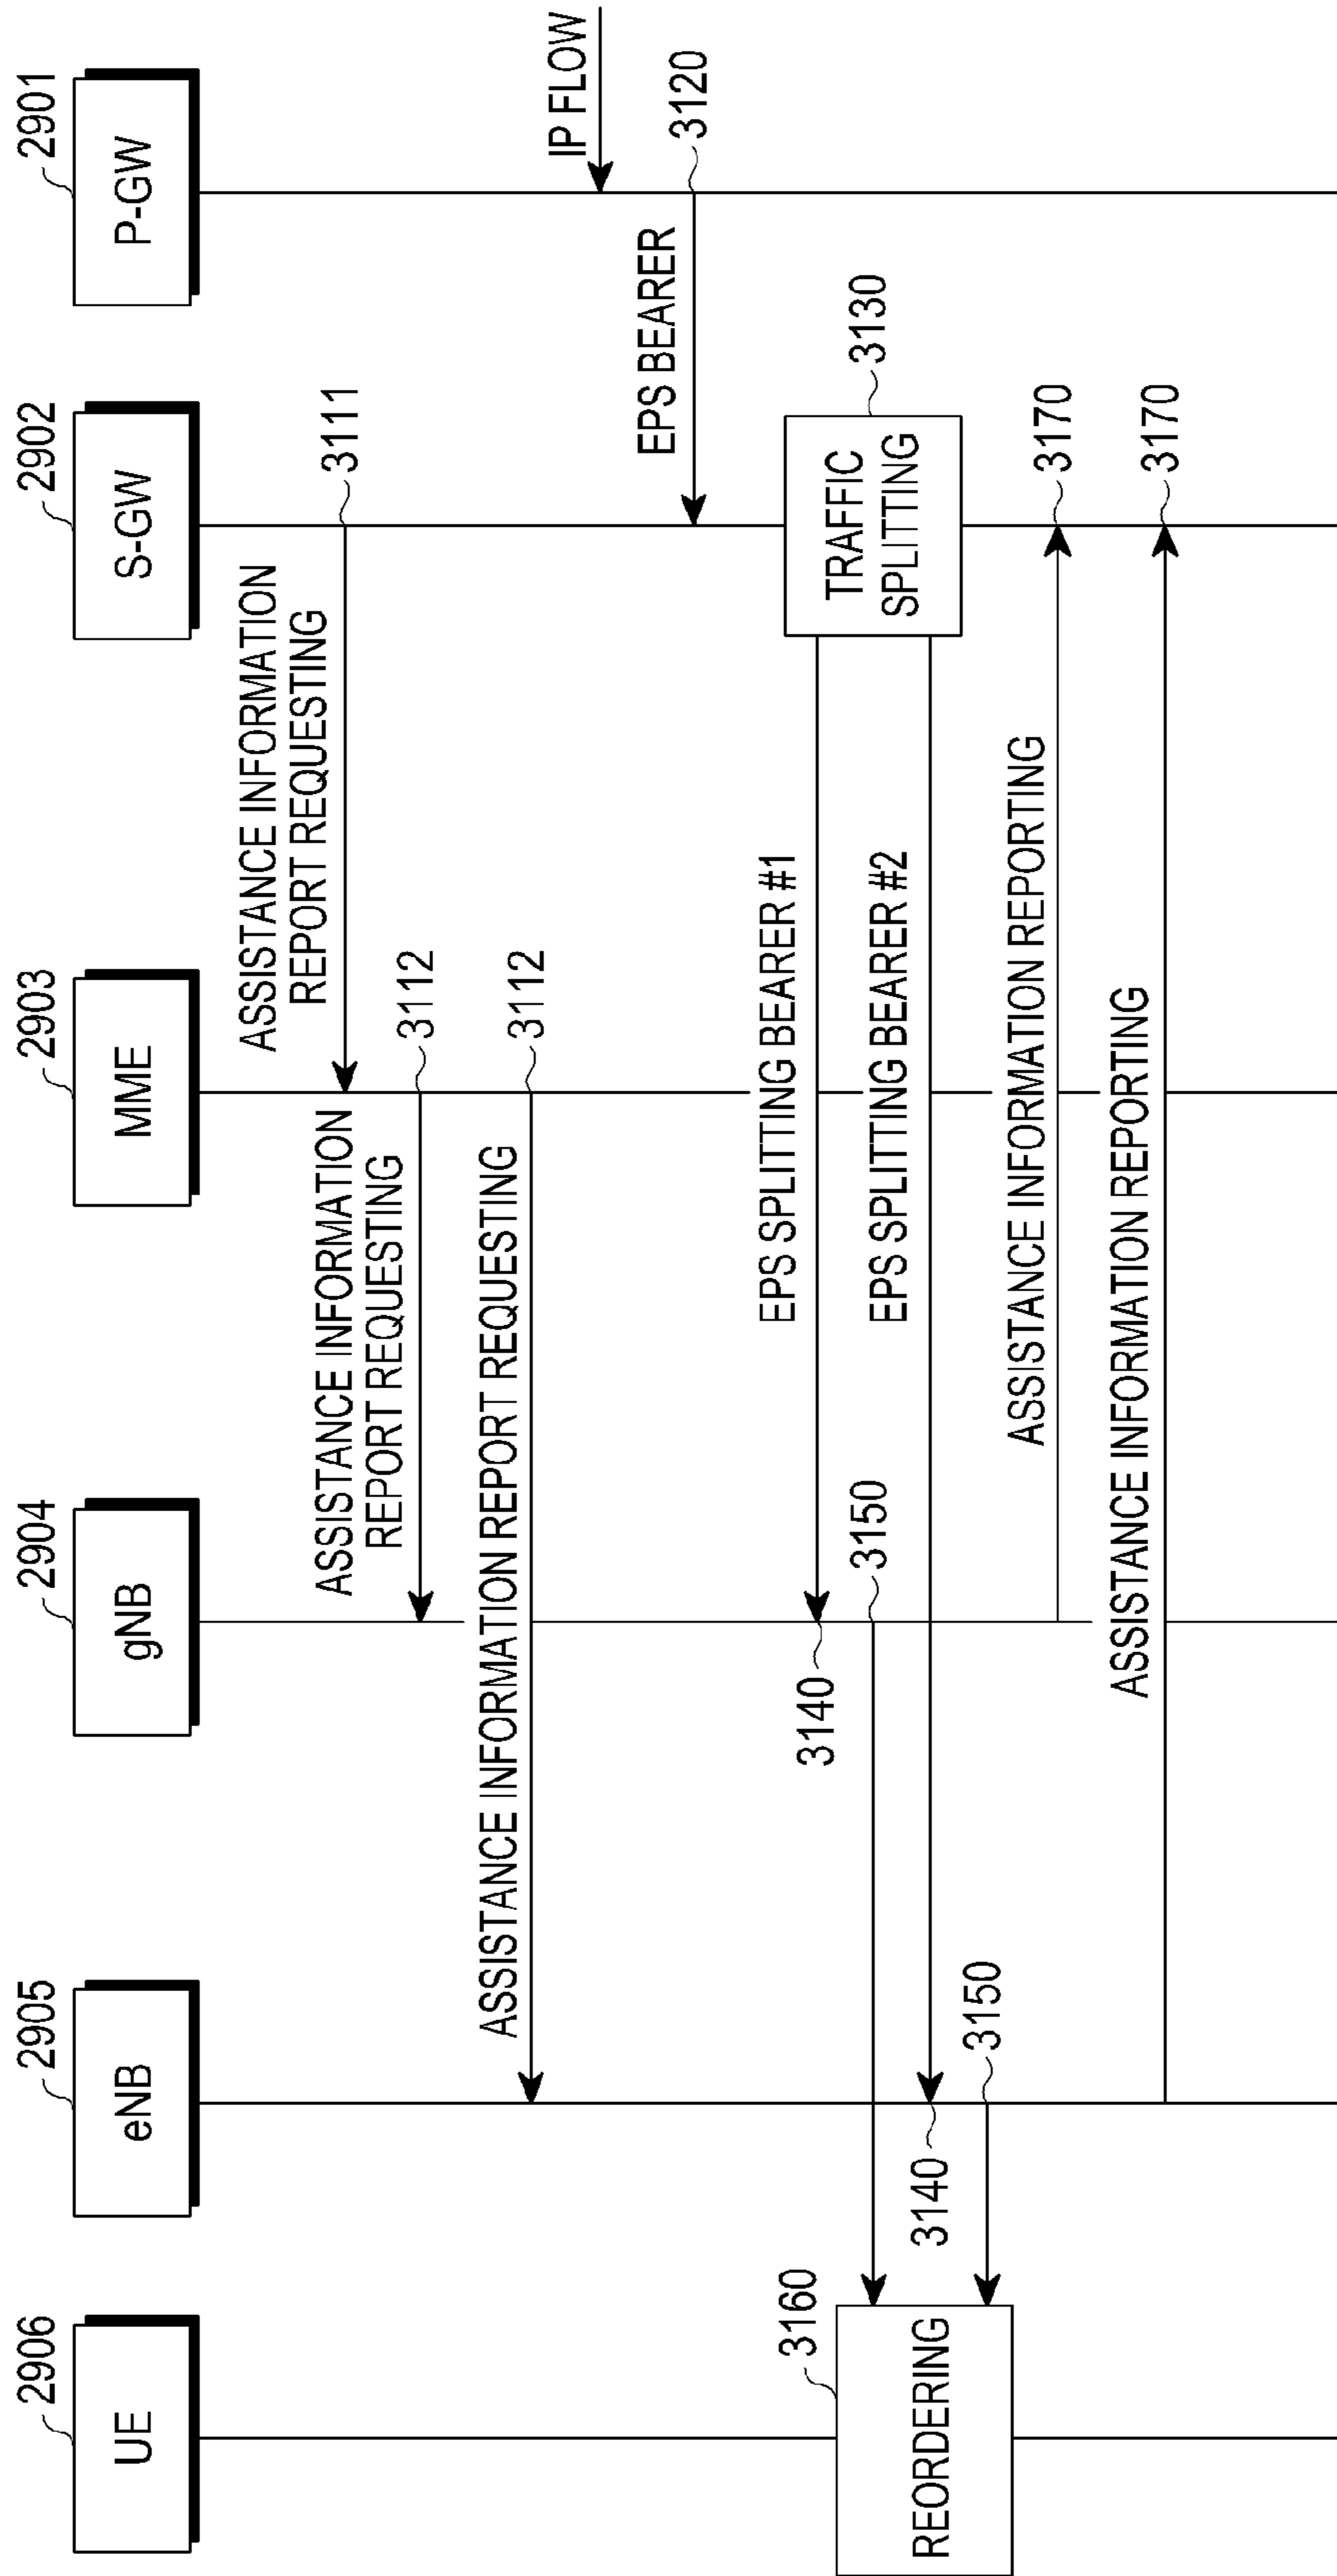 2906
UE
2905
eNB
2904
gNB
2903
MME
2902
S-GW
2901
P-GW
ASSISTANCE INFORMATION
REPORT REQUESTING
3111
ASSISTANCE INFORMATION
REPORT REQUESTING
3112
ASSISTANCE INFORMATION REPORT REQUESTING
3112
IP FLOW
EPS BEARER
3120
TRAFFIC
SPLITTING
3130
EPS SPLITTING BEARER #1
3140
3150
EPS SPLITTING BEARER #2
3140
3150
3160
REORDERING
ASSISTANCE INFORMATION REPORTING
3170
ASSISTANCE INFORMATION REPORTING
3170